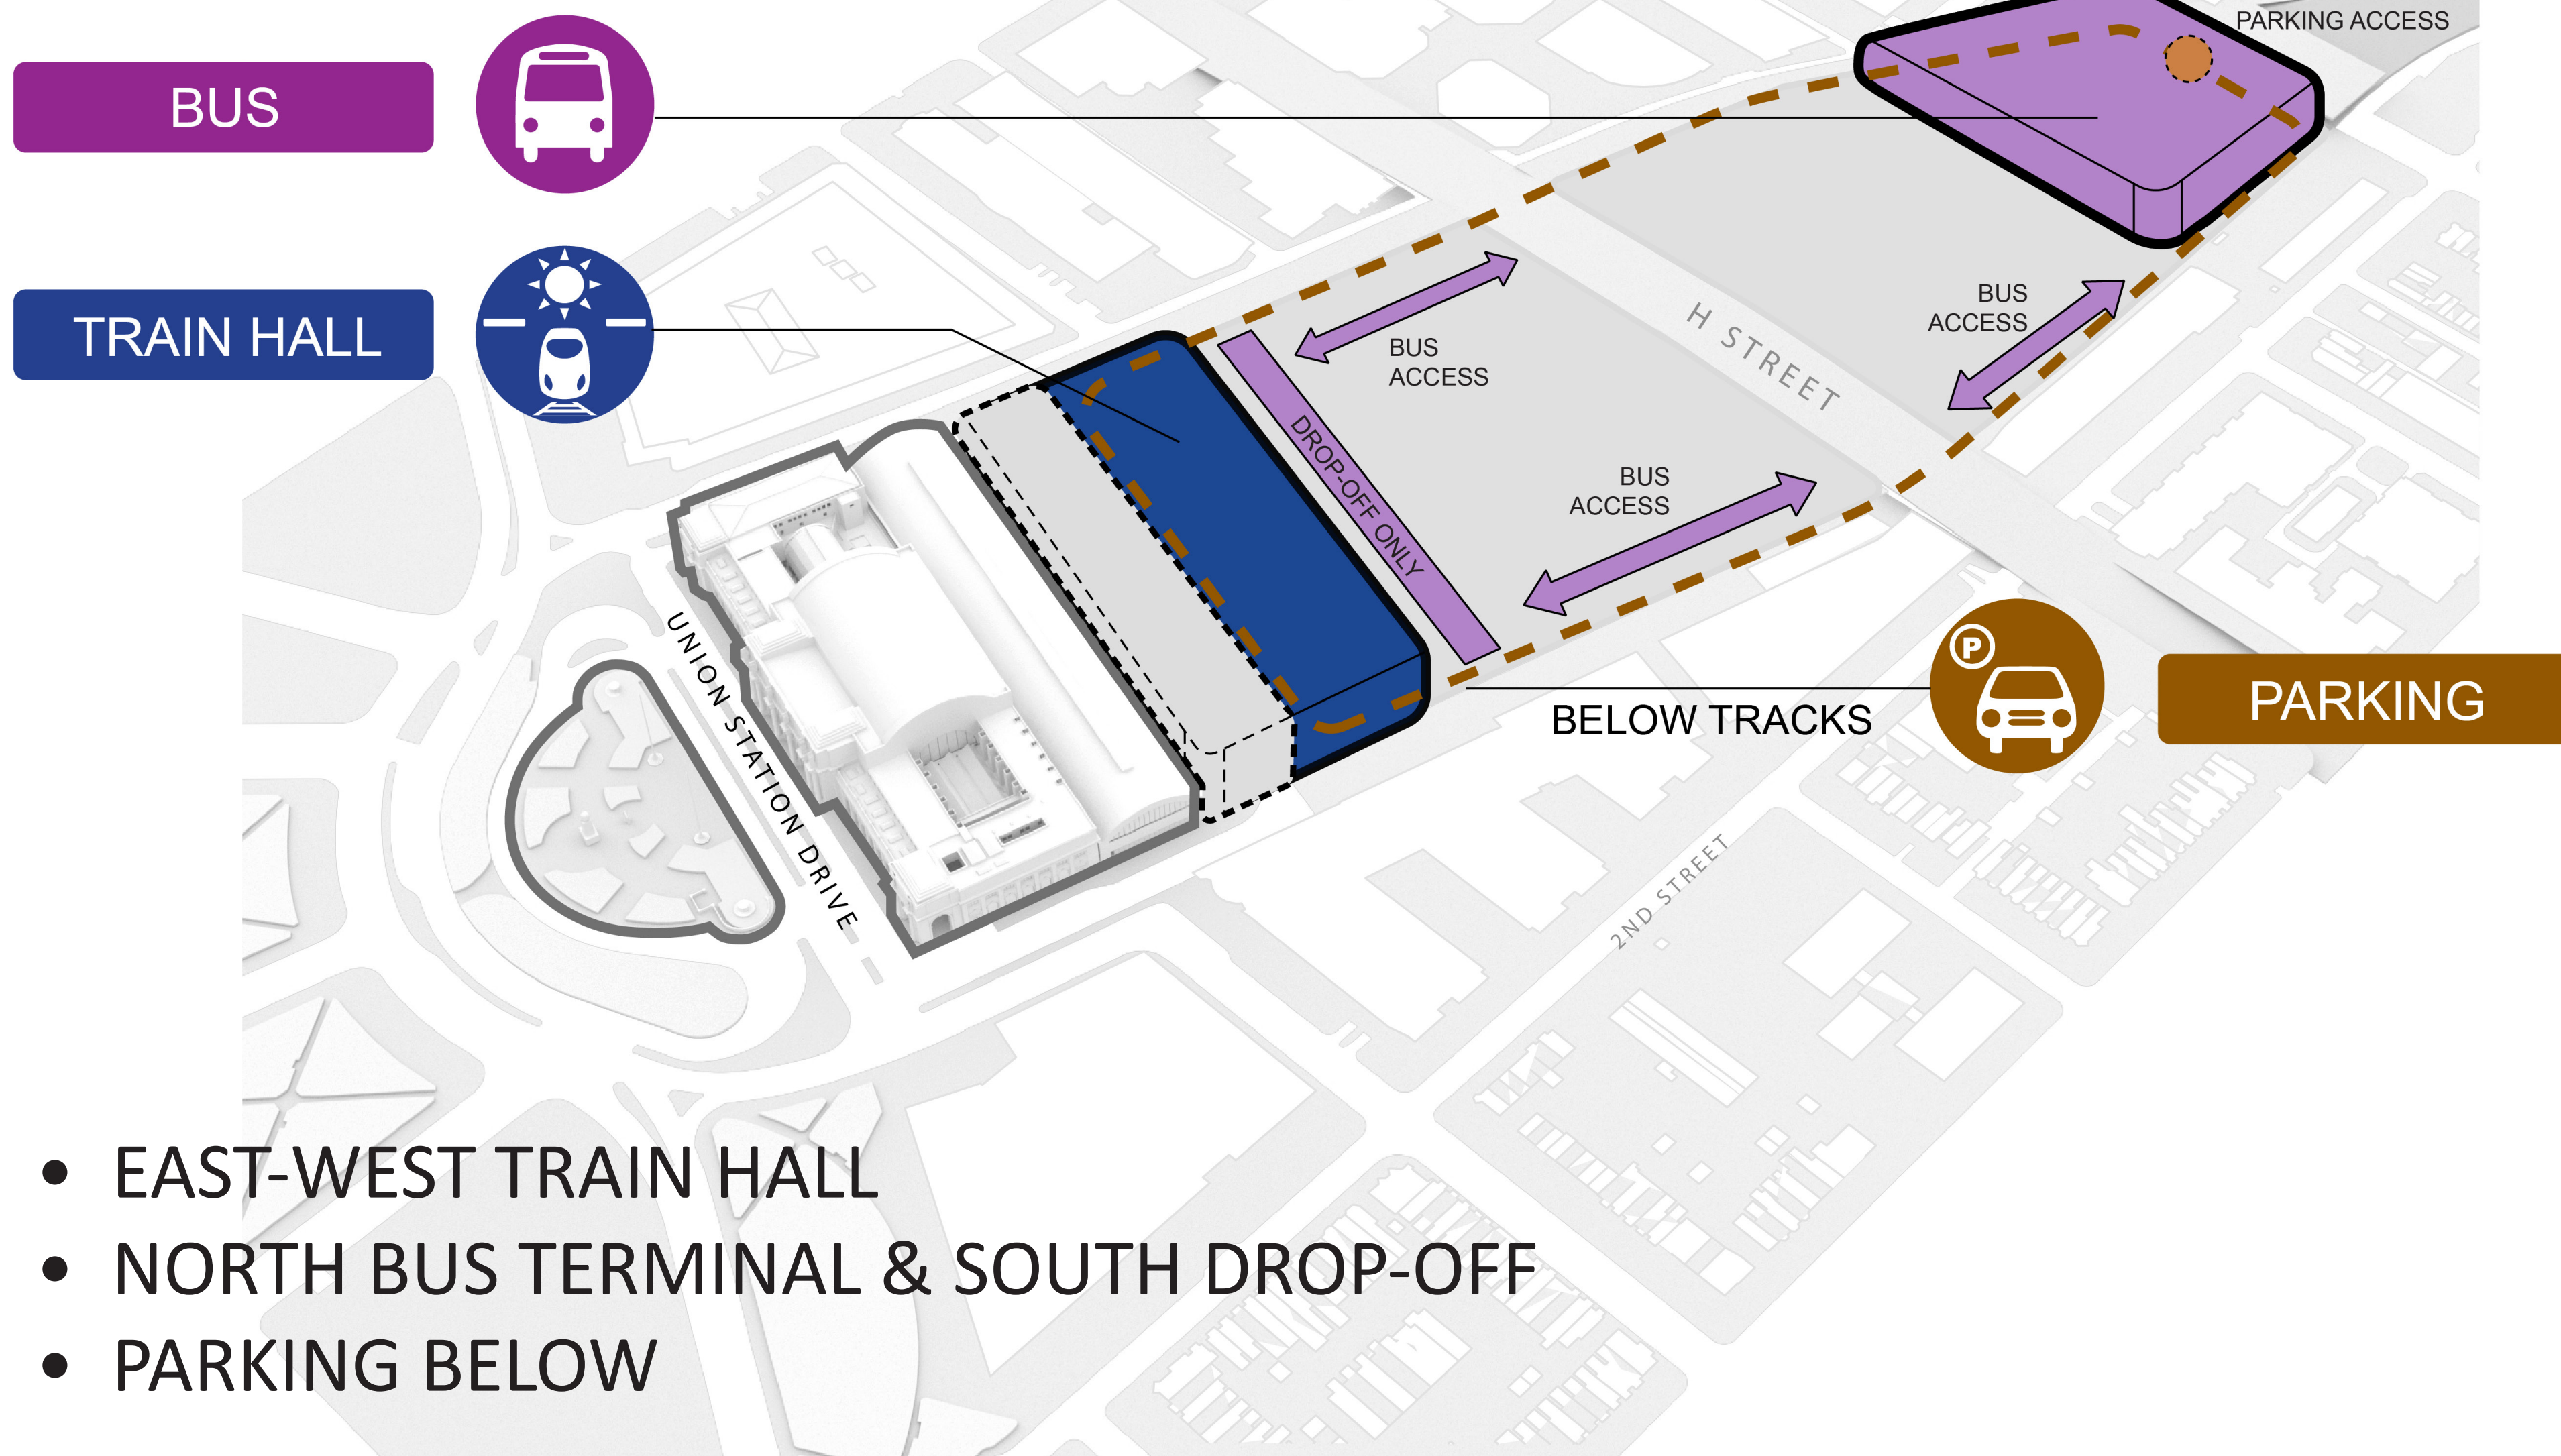 PARKING ACCESS
BUS
TRAIN HALL
BUS
ACCESS
H STREET
BUS
ACCESS
DROP-OFF ONLY
BUS
ACCESS
UNION STATION DRIVE
P
PARKING
BELOW TRACKS
2ND STREET
• EAST-WEST TRAIN HALL
• NORTH BUS TERMINAL & SOUTH DROP-OFF
• PARKING BELOW